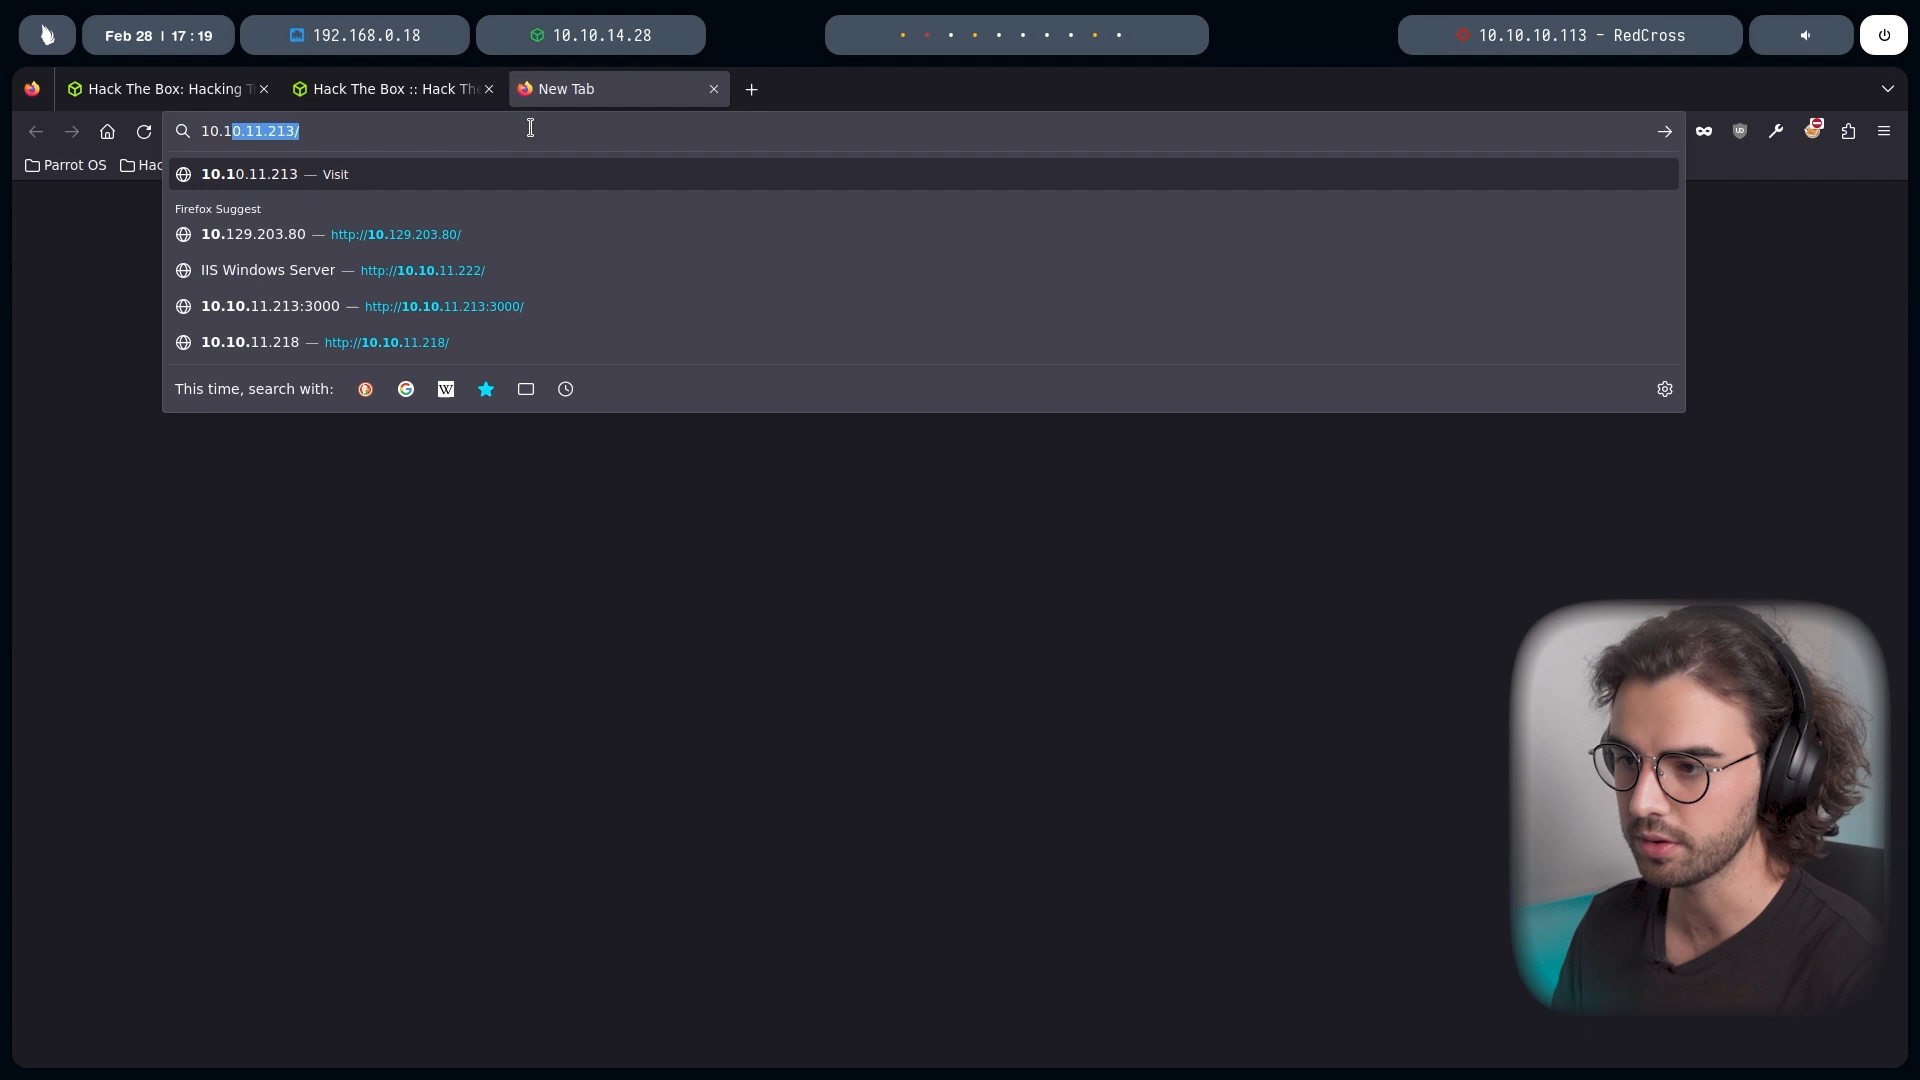 Feb 28 | 17:19
192.168.0.18
10.10.14.28
10.10.10.113 - RedCross
Hack The Box: Hacking T
Hack The Box :: Hack The
New Tab
10.10.11.213/
Parrot OS
Hac
10.10.11.213 — Visit
Firefox Suggest
10.129.203.80 — http://10.129.203.80/
IIS Windows Server — http://10.10.11.222/
10.10.11.213:3000 — http://10.10.11.213:3000/
10.10.11.218 — http://10.10.11.218/
This time, search with:
W